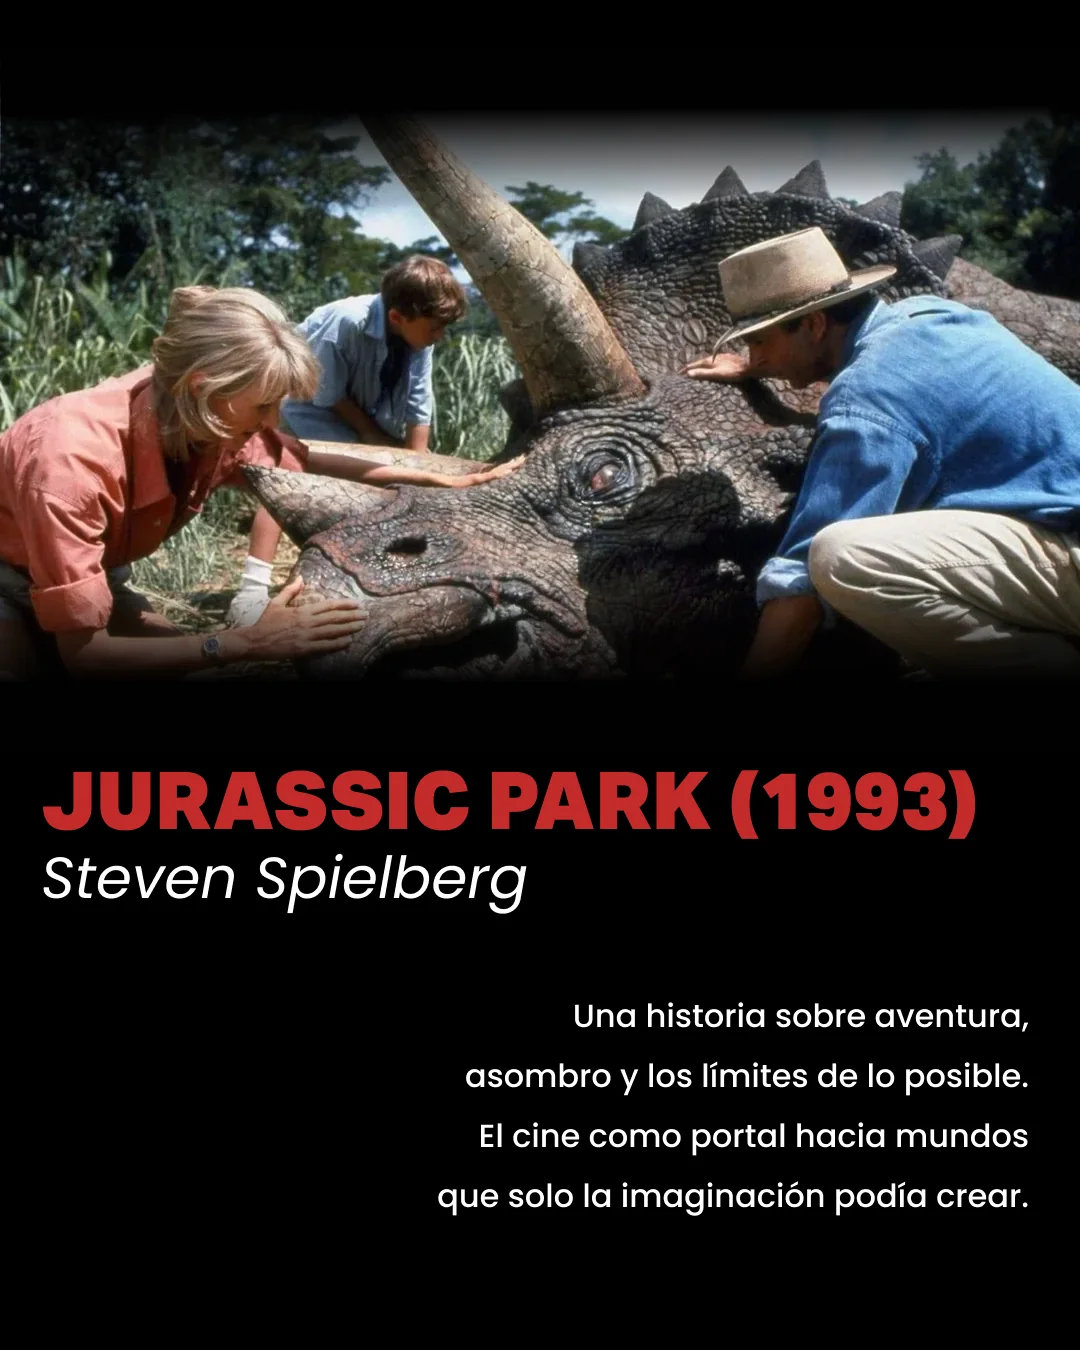 JURASSIC PARK (1993)
Steven Spielberg
Una historia sobre aventura,
asombro y los límites de lo posible.
El cine como portal hacia mundos
que solo la imaginación podía crear.